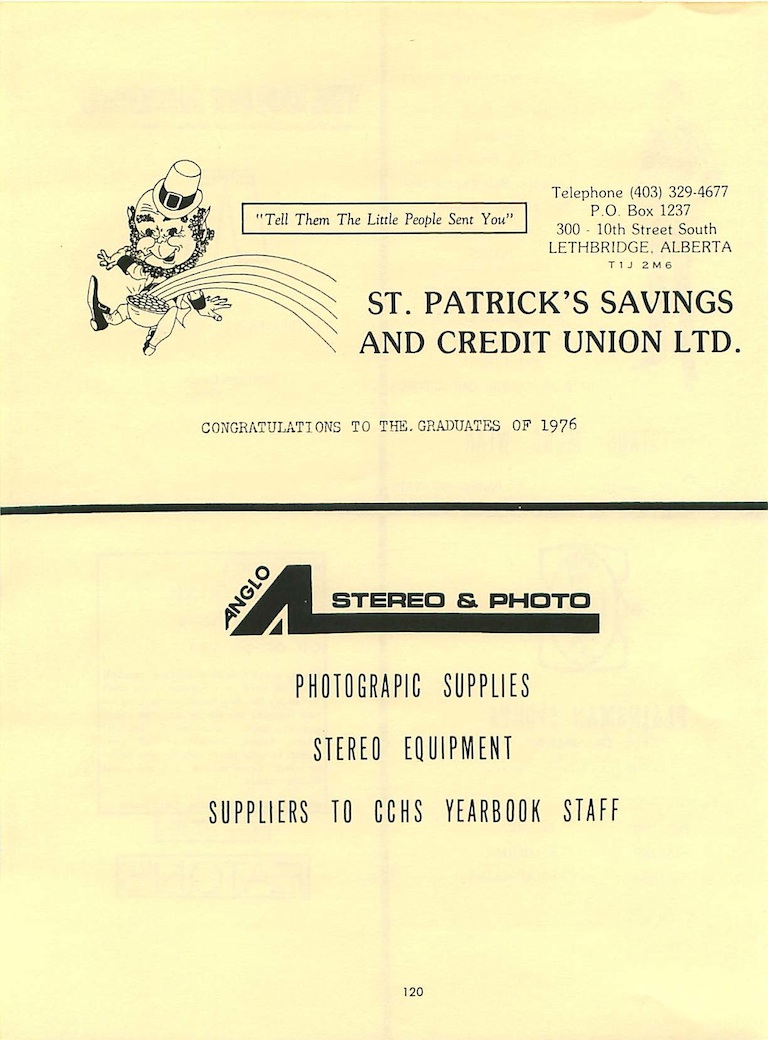 "Tell Them The Little People Sent You"
Telephone (403) 329-4677
P.O. Box 1237
300 - 10th Street South
LETHBRIDGE, ALBERTA
T1J 2M6
ST. PATRICK'S SAVINGS
AND CREDIT UNION LTD.
CONGRATULATIONS TO THE.GRADUATES OF 1976
ANGLO
STEREO & PHOTO
PHOTOGRAPIC SUPPLIES
STEREO EQUIPMENT
SUPPLIERS TO CCHS YEARBOOK STAFF
120